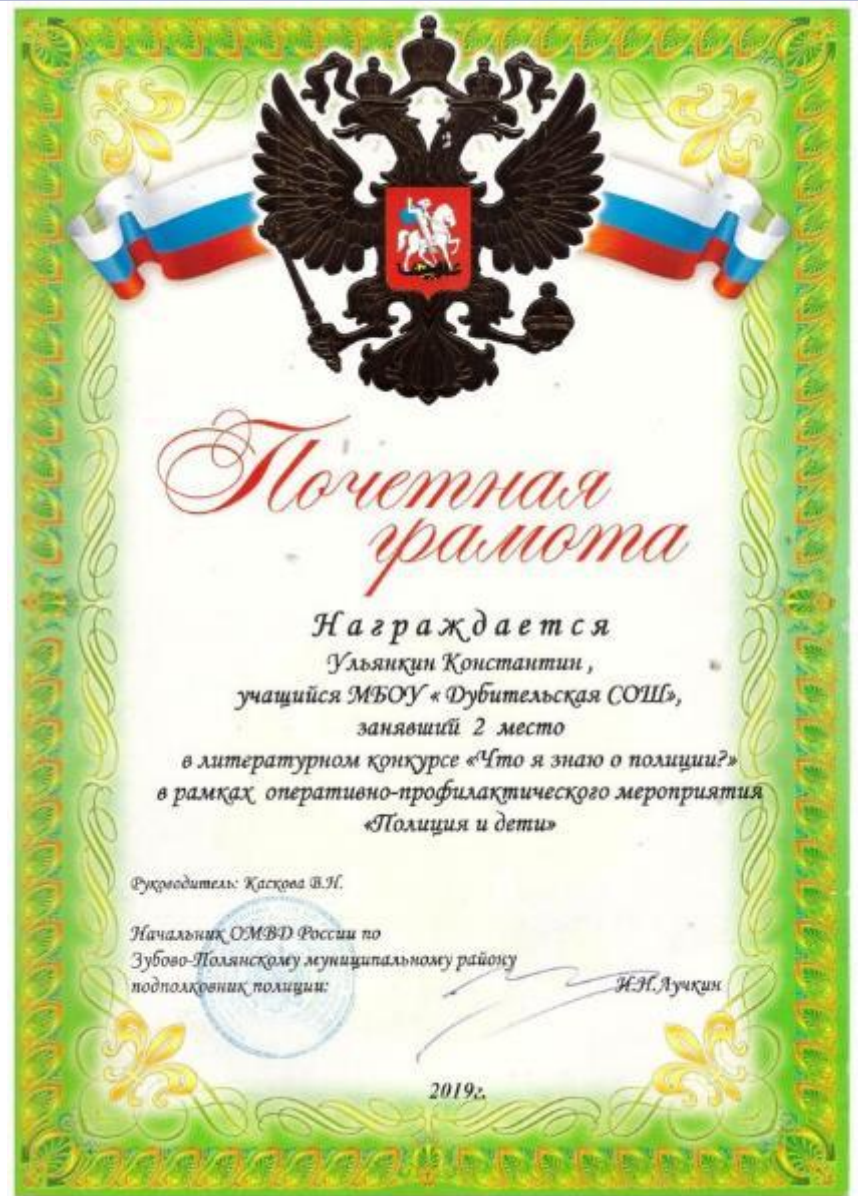 Почетная
грамота
Награждается
Ульянкин Константин ,
учащийся МБОУ « Дубительская СОШ»,
занявший 2 место
в литературном конкурсе «Что я знаю о полиции?»
в рамках оперативно-профилактического мероприятия
«Полиция и дети»
Руководитель: Каскова В.Н.
Начальник ОМВД России по
Зубово-Полянскому муниципальному району
подполковник полиции:
И.Н.Лучкин
2019г.